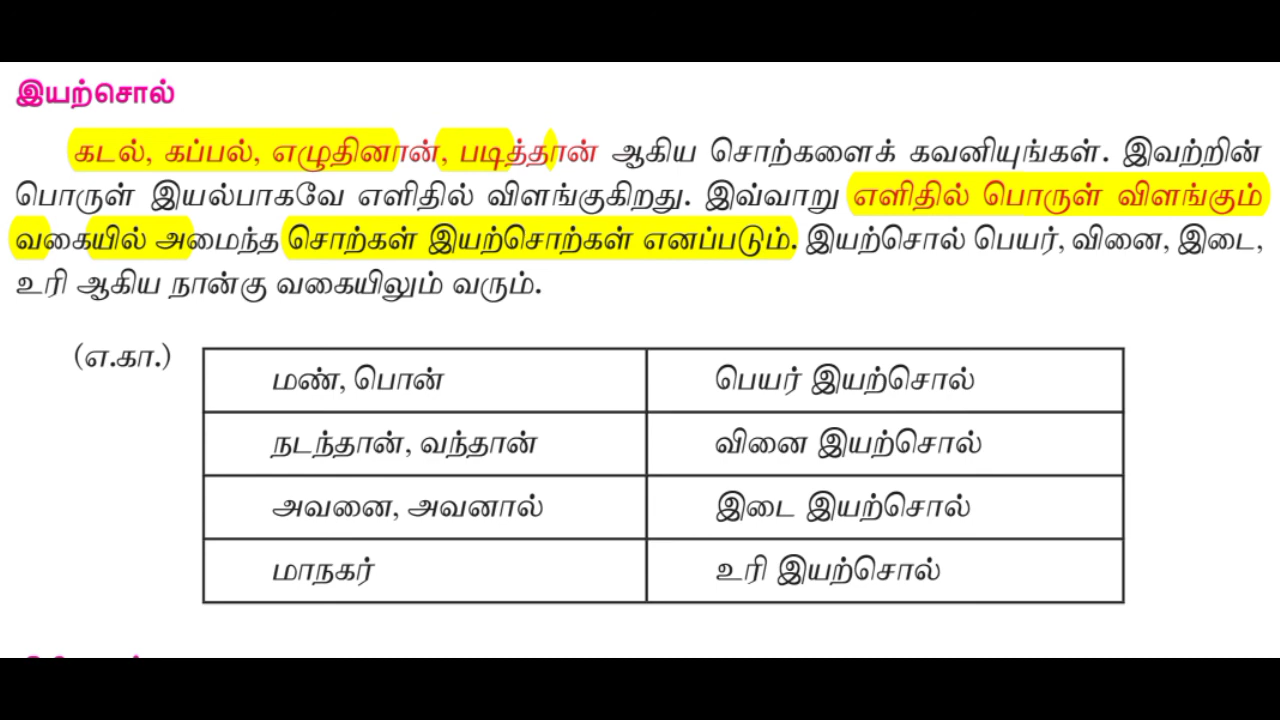 இயற்சொல்
கடல், கப்பல், எழுதினான், படித்தான் ஆகிய சொற்களைக் கவனியுங்கள். இவற்றின்
பொருள் இயல்பாகவே எளிதில் விளங்குகிறது. இவ்வாறு எளிதில் பொருள் விளங்கும்
வகையில் அமைந்த சொற்கள் இயற்சொற்கள் எனப்படும். இயற்சொல் பெயர், வினை, இடை,
உரி ஆகிய நான்கு வகையிலும் வரும்.
(எ.கா.) மண், பொன் பெயர் இயற்சொல்
நடந்தான், வந்தான் வினை இயற்சொல்
அவனை, அவனால் இடை இயற்சொல்
மாநகர் உரி இயற்சொல்